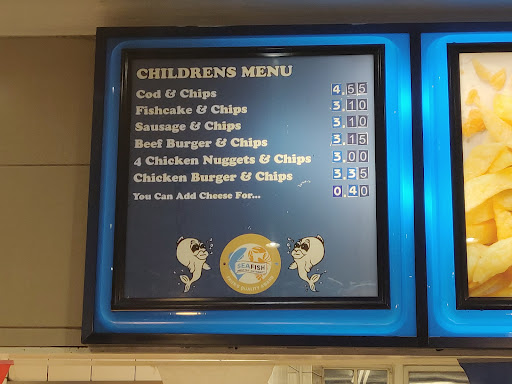 CHILDRENS MENU
Cod & Chips 4.55
Fishcake & Chips 3.10
Sausage & Chips 3.10
Beef Burger & Chips 3.15
4 Chicken Nuggets & Chips 3.00
Chicken Burger & Chips 3.35
You Can Add Cheese For... 0.40
SEAFISH